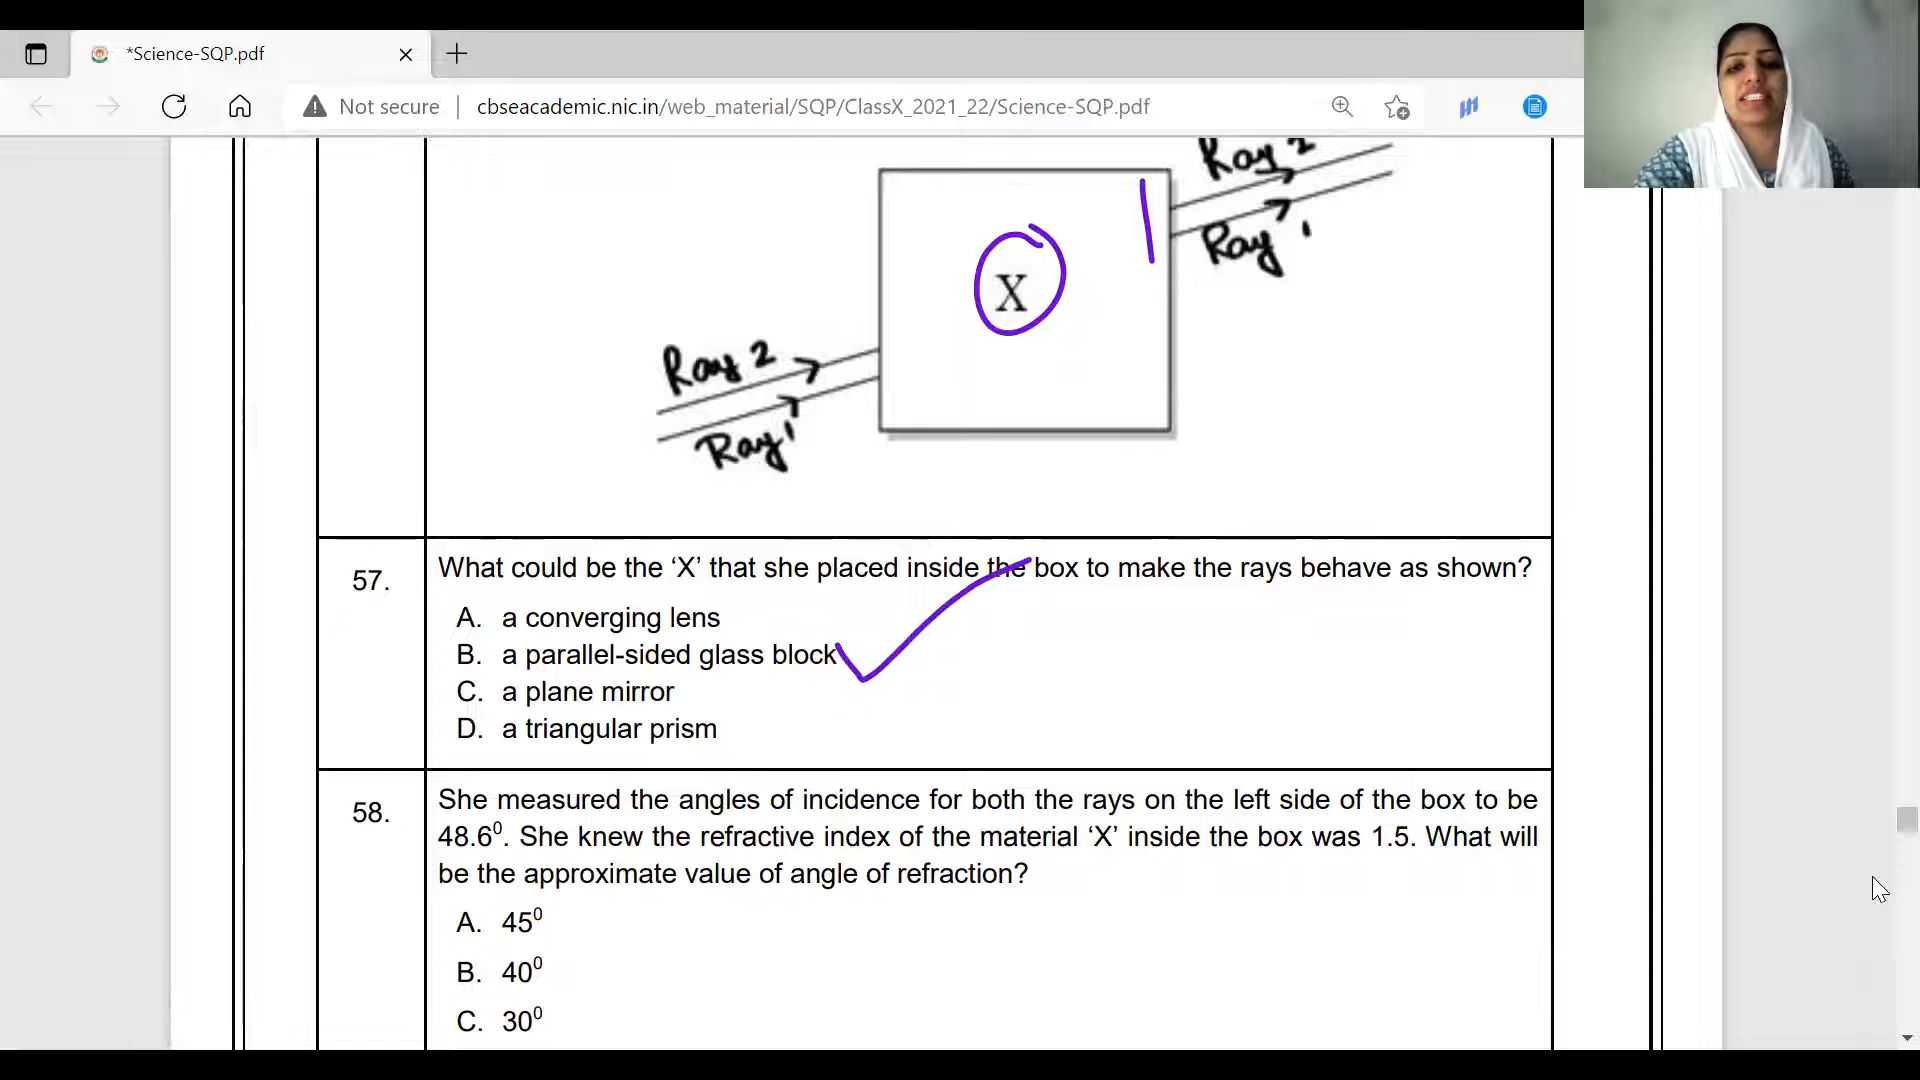 *Science-SQP.pdf
Not secure
cbseacademic.nic.in/web_material/SQP/ClassX_2021_22/Science-SQP.pdf
Ray 2
Ray 1
X
Ray 2
Ray 1
57.
What could be the ‘X’ that she placed inside the box to make the rays behave as shown?
A. a converging lens
B. a parallel-sided glass block
C. a plane mirror
D. a triangular prism
58.
She measured the angles of incidence for both the rays on the left side of the box to be
48.6⁰. She knew the refractive index of the material ‘X’ inside the box was 1.5. What will
be the approximate value of angle of refraction?
A. 45⁰
B. 40⁰
C. 30⁰